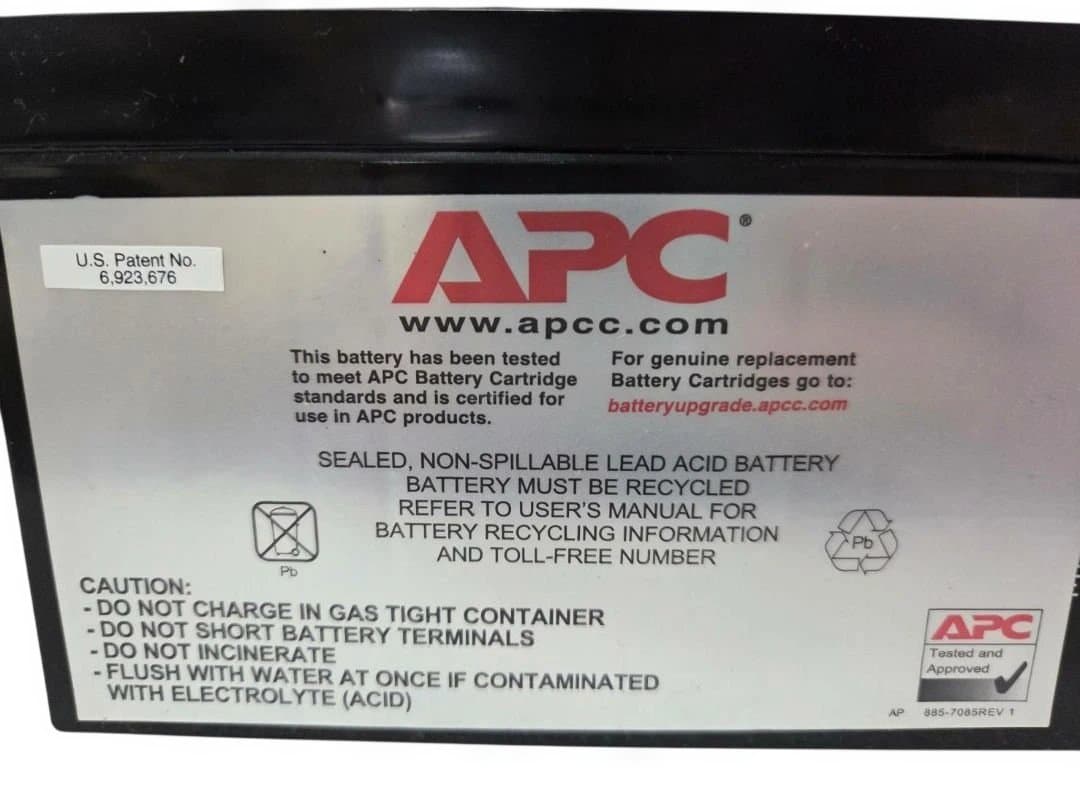 U.S. Patent No.
6,923,676
APC®
www.apcc.com
This battery has been tested
to meet APC Battery Cartridge
standards and is certified for
use in APC products.
For genuine replacement
Battery Cartridges go to:
batteryupgrade.apcc.com
SEALED, NON-SPILLABLE LEAD ACID BATTERY
BATTERY MUST BE RECYCLED
REFER TO USER'S MANUAL FOR
BATTERY RECYCLING INFORMATION
AND TOLL-FREE NUMBER
Pb
Pb
CAUTION:
- DO NOT CHARGE IN GAS TIGHT CONTAINER
- DO NOT SHORT BATTERY TERMINALS
- DO NOT INCINERATE
- FLUSH WITH WATER AT ONCE IF CONTAMINATED
WITH ELECTROLYTE (ACID)
APC
Tested and
Approved
AP 885-7085REV 1